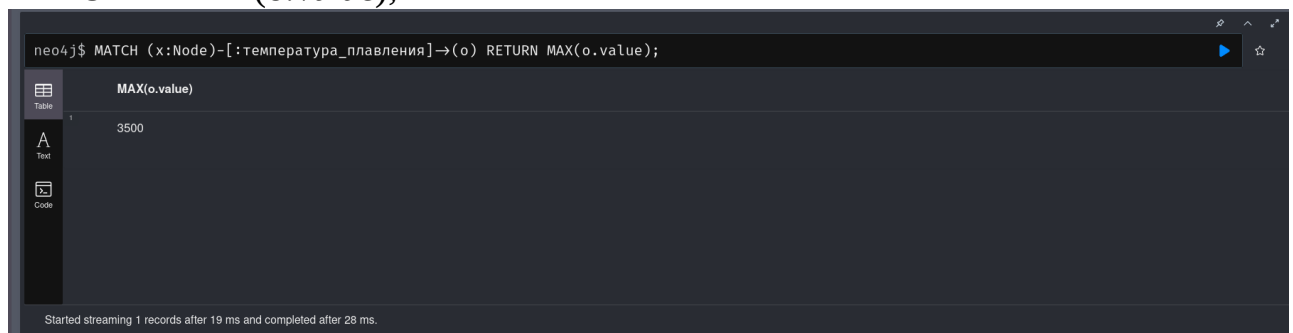 neo4j$ MATCH (x:Node)-[:температура_плавления]→(o) RETURN MAX(o.value);
Table
MAX(o.value)
1
3500
A
Text
Code
Started streaming 1 records after 19 ms and completed after 28 ms.